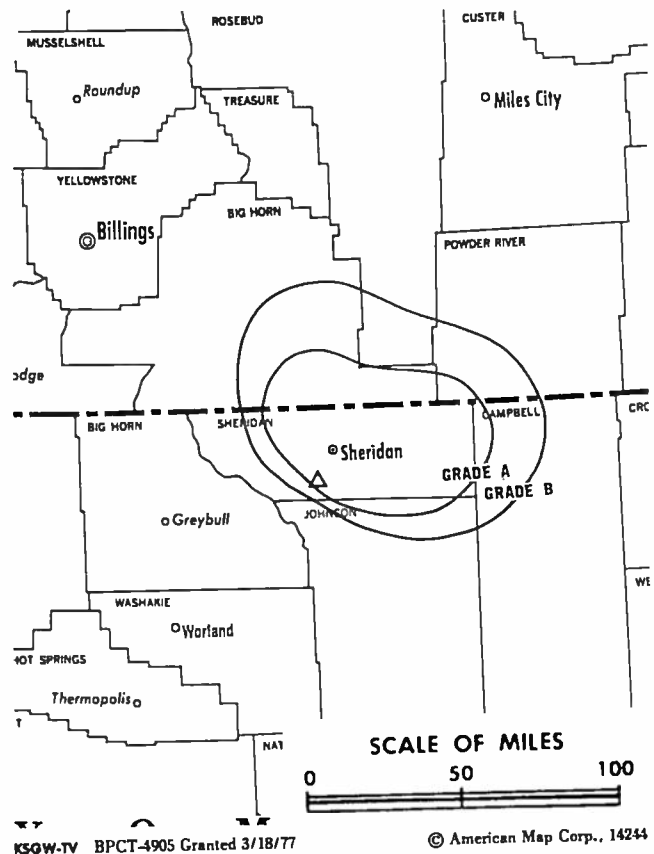 ROSEBUD
CUSTER
MUSSELSHELL
Roundup
TREASURE
Miles City
YELLOWSTONE
BIG HORN
Billings
POWDER RIVER
odge
BIG HORN
SHERIDAN
CAMPBELL
CRO
Sheridan
GRADE A
GRADE B
JOHNSON
Greybull
WE
WASHAKIE
Worland
HOT SPRINGS
Thermopolis
T
NAT
SCALE OF MILES
0 50 100
KSGW-TV BPCT-4905 Granted 3/18/77
© American Map Corp., 14244